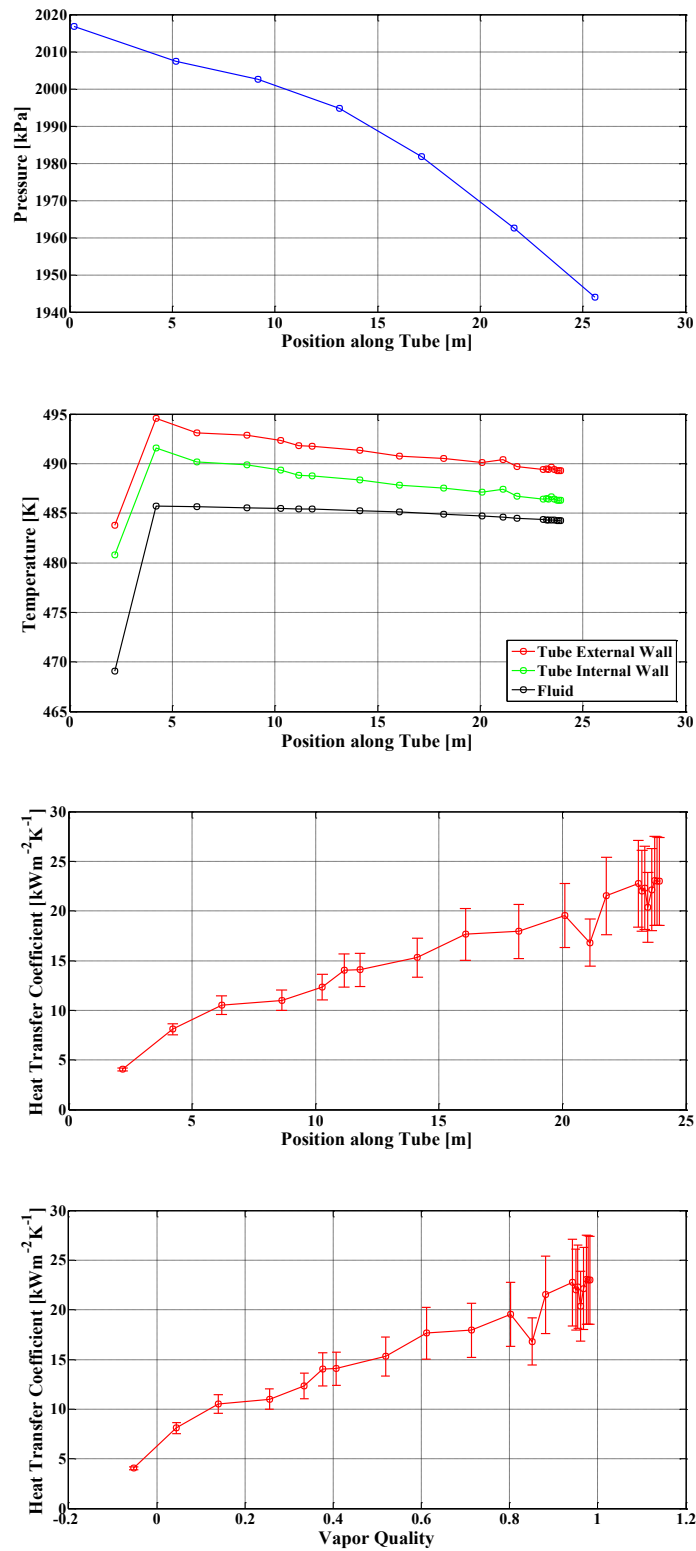 2020
2010
2000
1990
1980
1970
1960
1950
1940
Pressure [kPa]
0 5 10 15 20 25 30
Position along Tube [m]
495
490
485
480
475
470
465
Temperature [K]
Tube External Wall
Tube Internal Wall
Fluid
0 5 10 15 20 25 30
Position along Tube [m]
30
25
20
15
10
5
0
Heat Transfer Coefficient [kWm⁻²K⁻¹]
0 5 10 15 20 25
Position along Tube [m]
30
25
20
15
10
5
0
Heat Transfer Coefficient [kWm⁻²K⁻¹]
-0.2 0 0.2 0.4 0.6 0.8 1 1.2
Vapor Quality